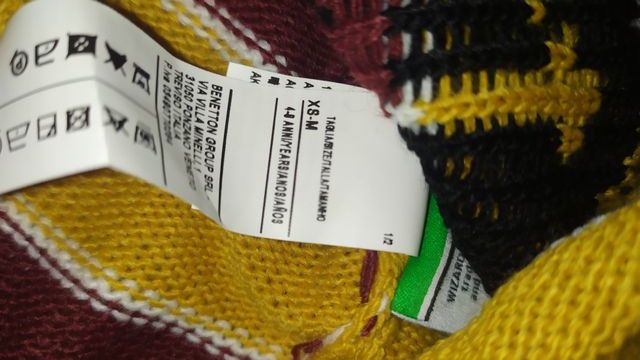 TAGLIA/SIZE/TALLA/TAMANHO
XS-M
4-8 ANNI/YEARS/ANOS/AÑOS
1/2
BENETTON GROUP SRL
VIA VILLA MINELLI,1
31050 PONZANO VENETO
TREVISO ITALIA
WIZARD